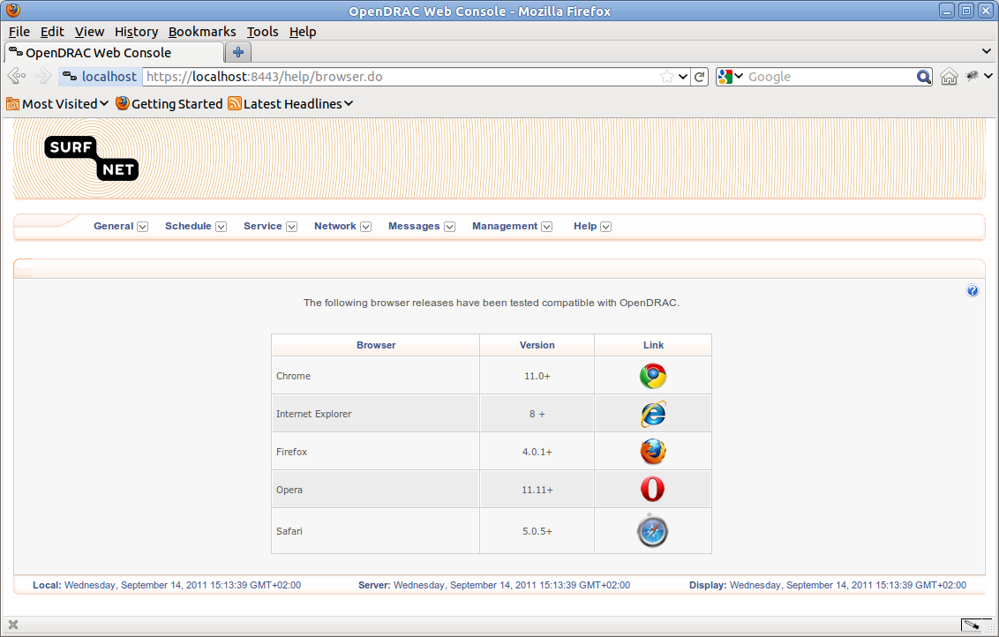 OpenDRAC Web Console - Mozilla Firefox
File Edit View History Bookmarks Tools Help
OpenDRAC Web Console
localhost https://localhost:8443/help/browser.do Google
Most Visited Getting Started Latest Headlines
SURF
NET
General Schedule Service Network Messages Management Help
The following browser releases have been tested compatible with OpenDRAC.
Browser Version Link
Chrome 11.0+
Internet Explorer 8 +
Firefox 4.0.1+
Opera 11.11+
Safari 5.0.5+
Local: Wednesday, September 14, 2011 15:13:39 GMT+02:00 Server: Wednesday, September 14, 2011 15:13:39 GMT+02:00 Display: Wednesday, September 14, 2011 15:13:39 GMT+02:00